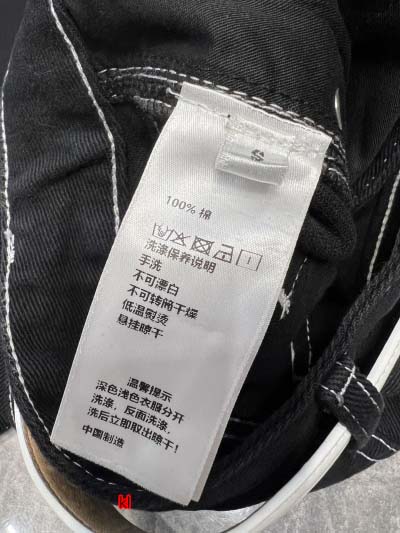 S
100% 棉
洗涤保养说明
手洗
不可漂白
不可转筒干燥
低温熨烫
悬挂晾干
温馨提示
深色浅色衣服分开
洗涤，反面洗涤，
洗后立即取出晾干！
中国制造